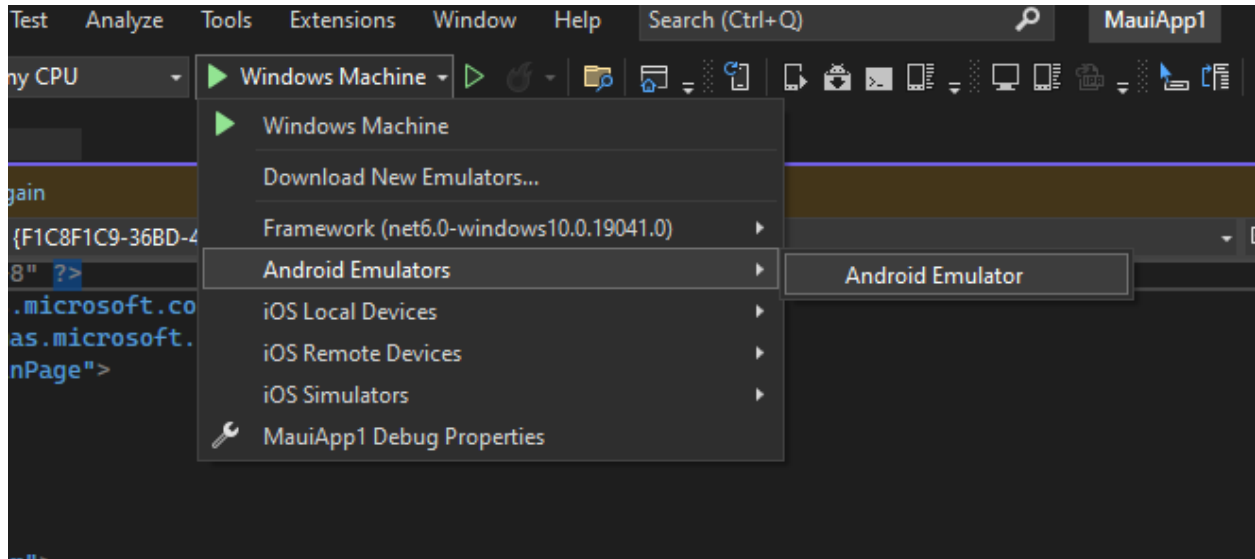 Test Analyze Tools Extensions Window Help Search (Ctrl+Q) MauiApp1
ny CPU Windows Machine
Windows Machine
Download New Emulators...
gain
Framework (net6.0-windows10.0.19041.0)
{F1C8F1C9-36BD-4
Android Emulators Android Emulator
8" ?>
.microsoft.co
iOS Local Devices
as.microsoft.
iOS Remote Devices
nPage">
iOS Simulators
MauiApp1 Debug Properties